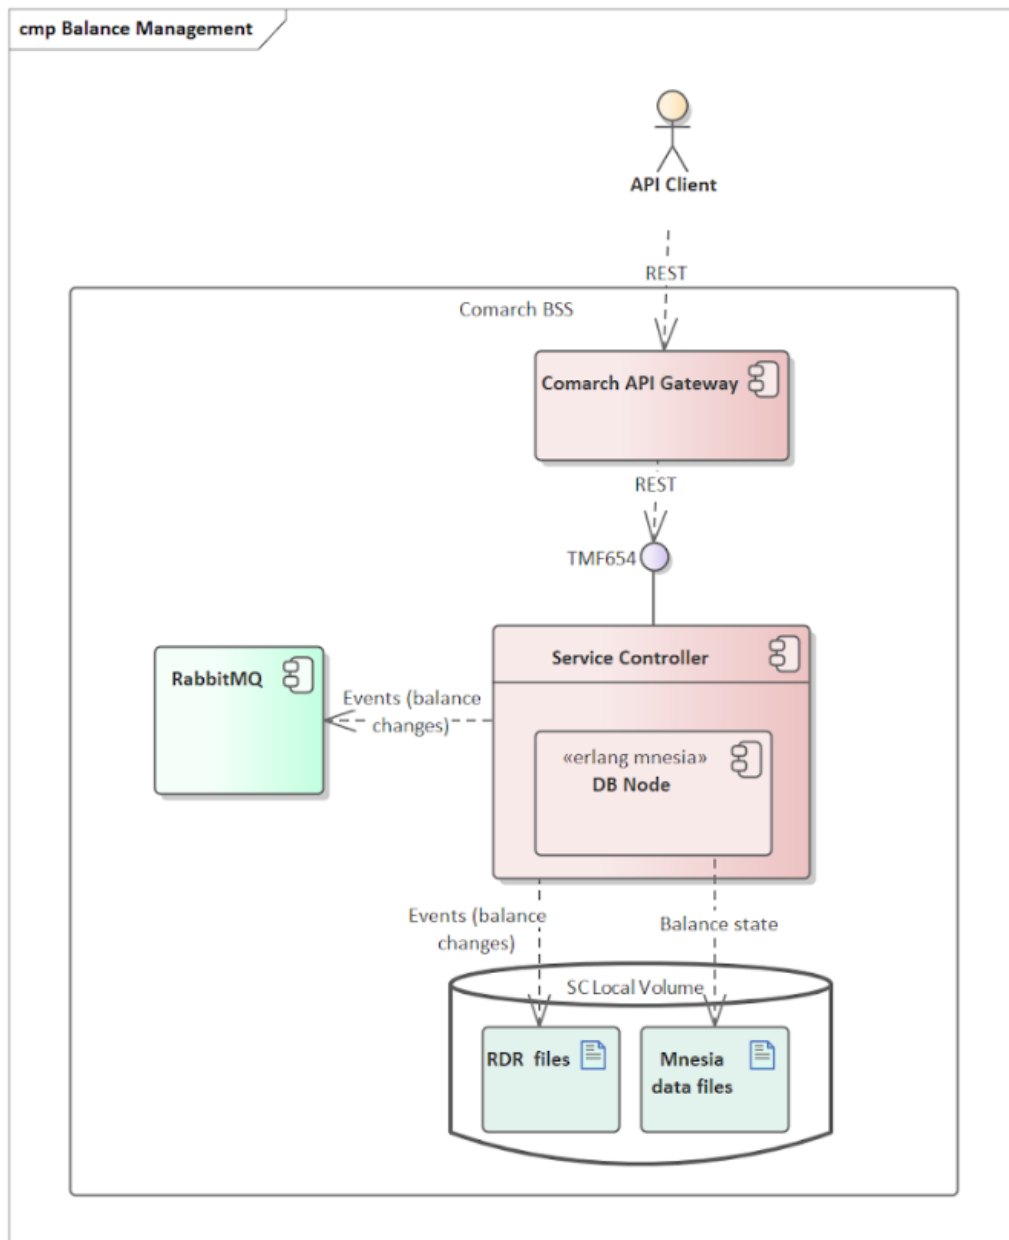 cmp Balance Management
API Client
REST
Comarch BSS
Comarch API Gateway
REST
TMF654
Service Controller
RabbitMQ
Events (balance
changes)
«erlang mnesia»
DB Node
Events (balance
changes)
Balance state
SC Local Volume
RDR files
Mnesia
data files